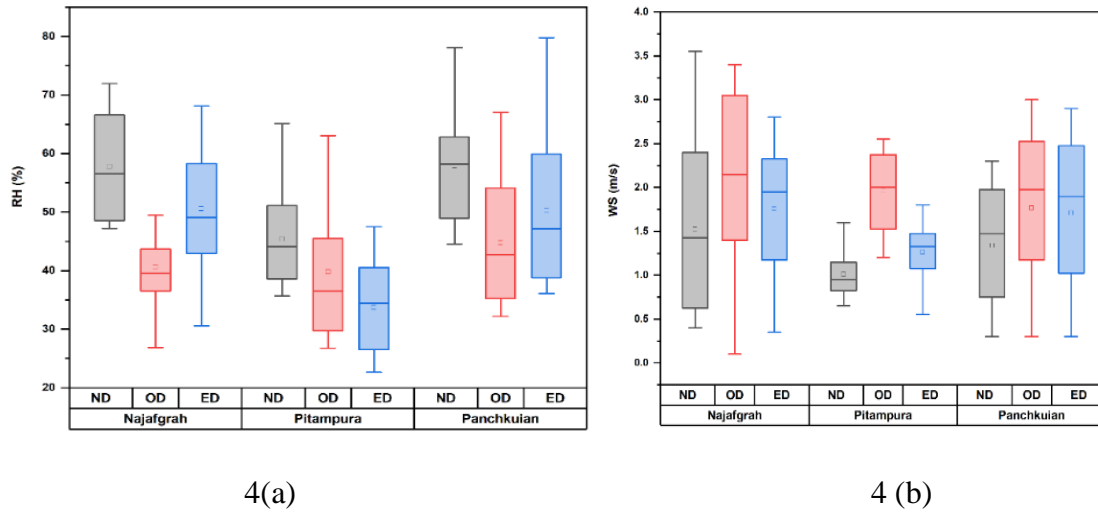 80
70
60
50
40
30
20
RH (%)
ND OD ED ND OD ED ND OD ED
Najafgrah Pitampura Panchkuian
4(a)
4.0
3.5
3.0
2.5
2.0
1.5
1.0
0.5
0.0
WS (m/s)
ND OD ED ND OD ED ND OD ED
Najafgrah Pitampura Panchkuian
4 (b)